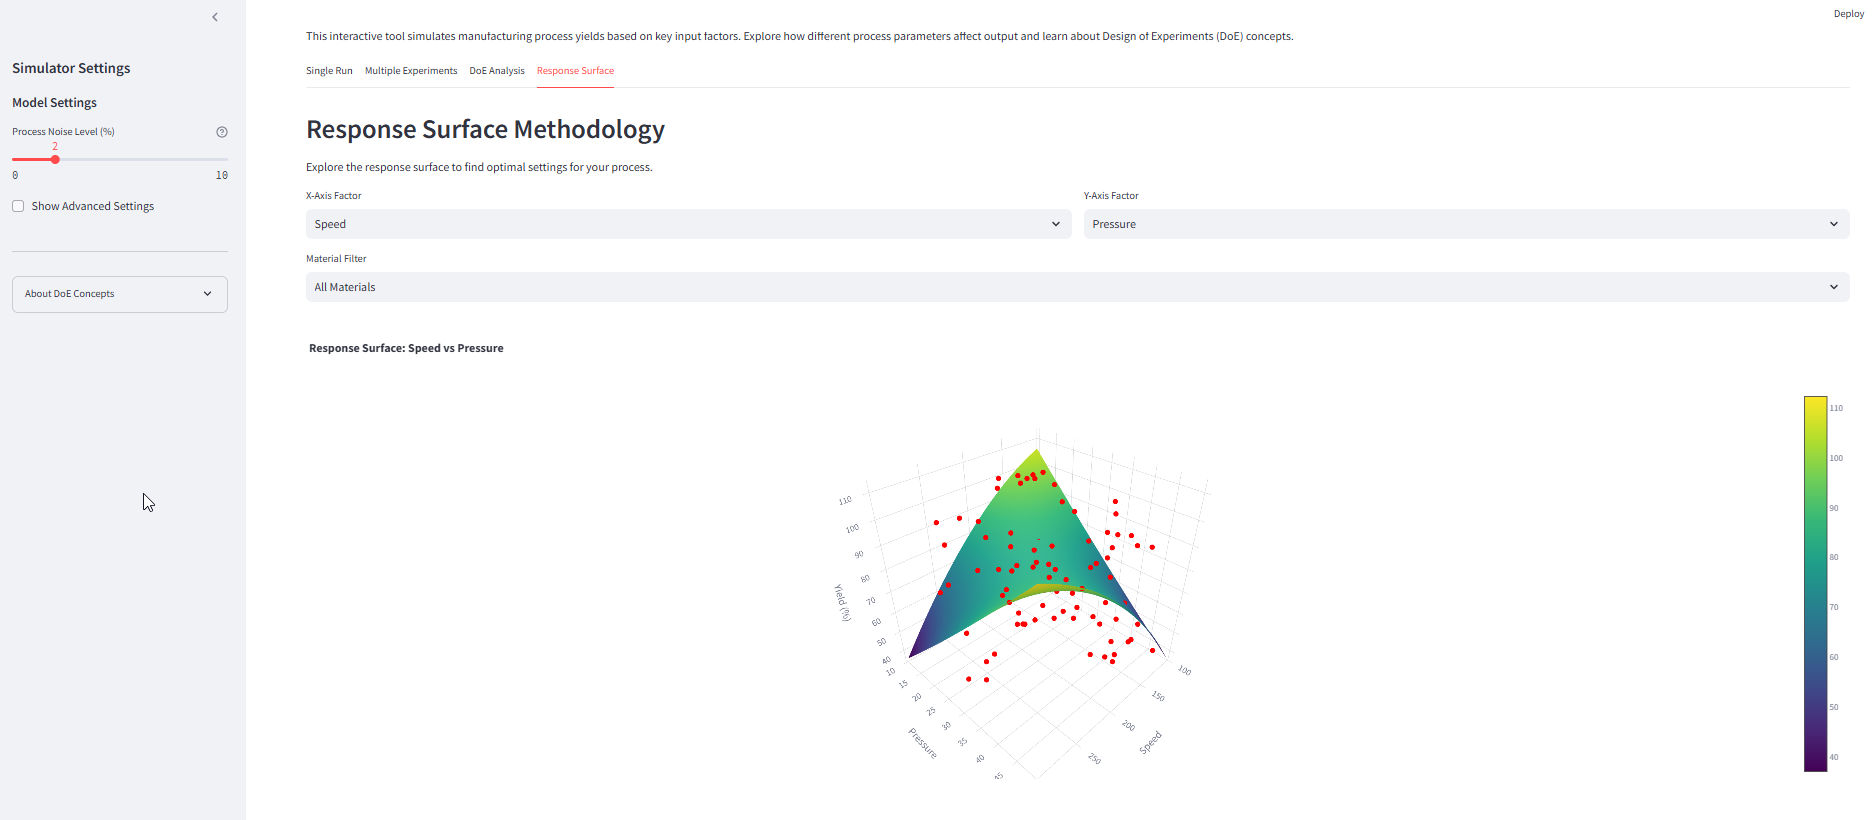 Deploy
This interactive tool simulates manufacturing process yields based on key input factors. Explore how different process parameters affect output and learn about Design of Experiments (DoE) concepts.
Simulator Settings
Model Settings
Process Noise Level (%)
2
0 10
Show Advanced Settings
About DoE Concepts
Single Run Multiple Experiments DoE Analysis Response Surface
Response Surface Methodology
Explore the response surface to find optimal settings for your process.
X-Axis Factor Y-Axis Factor
Speed Pressure
Material Filter
All Materials
Response Surface: Speed vs Pressure
110
100
90
80
70
60
50
40
Yield (%)
10
15
20
25
30
35
40
45
Pressure
100
150
200
250
Speed
110
100
90
80
70
60
50
40